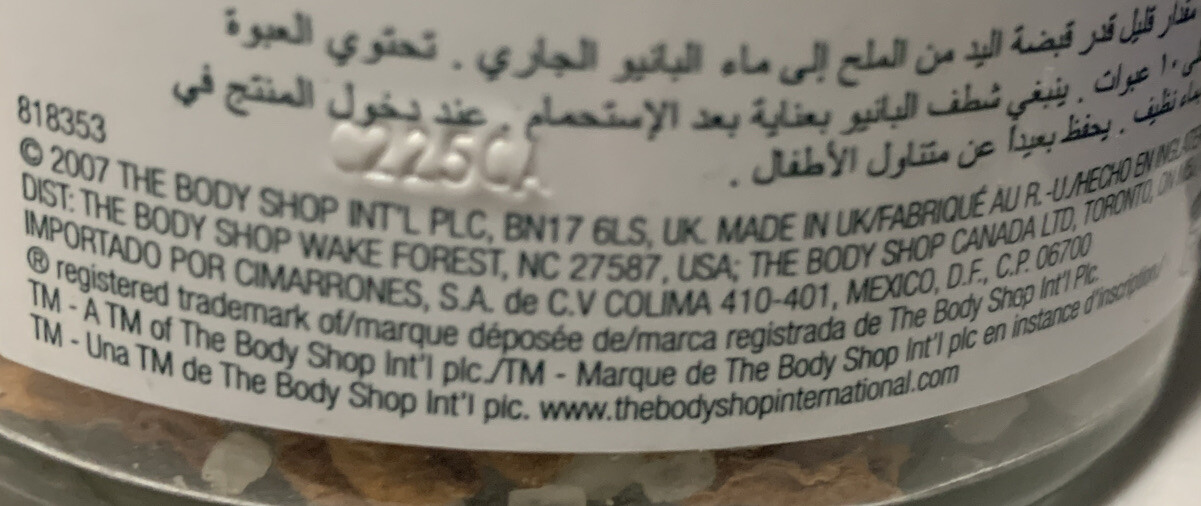 مقدار قليل قدر قبضة اليد من الملح إلى ماء البانيو الجاري . تحتوي العبوة
١٠ عبوات . ينبغي شطف البانيو بعناية بعد الإستحمام . عند دخول المنتج في
نظيف . يحفظ بعيداً عن متناول الأطفال .
225CA
818353
© 2007 THE BODY SHOP INT'L PLC, BN17 6LS, UK. MADE IN UK/FABRIQUÉ AU R.-U./HECHO EN
DIST: THE BODY SHOP WAKE FOREST, NC 27587, USA; THE BODY SHOP CANADA LTD, TORONTO,
IMPORTADO POR CIMARRONES, S.A. de C.V COLIMA 410-401, MEXICO, D.F., C.P. 06700
® registered trademark of/marque déposée de/marca registrada de The Body Shop Int'l Plc.
TM - A TM of The Body Shop Int'l plc./TM - Marque de The Body Shop Int'l plc en instance d'inscription/
TM - Una TM de The Body Shop Int'l plc. www.thebodyshopinternational.com